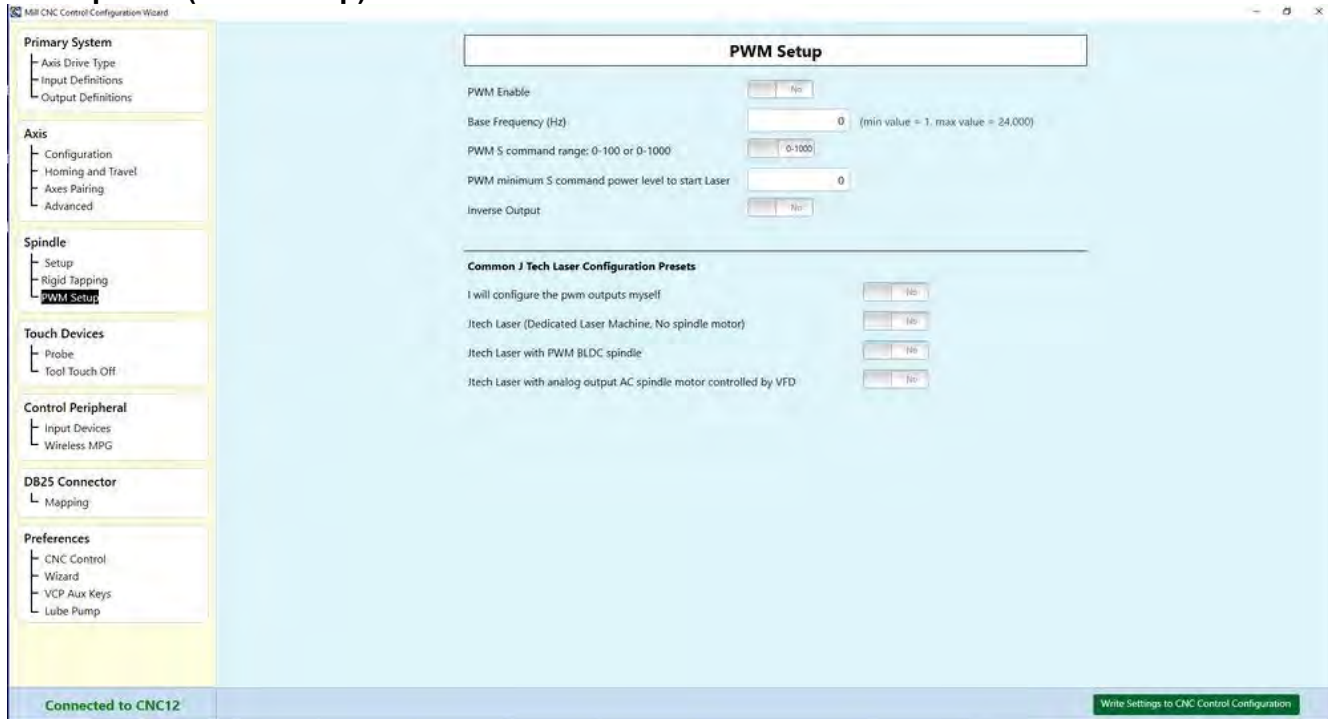 Mill CNC Control Configuration Wizard
Primary System
Axis Drive Type
Input Definitions
Output Definitions
Axis
Configuration
Homing and Travel
Axes Pairing
Advanced
Spindle
Setup
Rigid Tapping
PWM Setup
Touch Devices
Probe
Tool Touch Off
Control Peripheral
Input Devices
Wireless MPG
DB25 Connector
Mapping
Preferences
CNC Control
Wizard
VCP Aux Keys
Lube Pump
Connected to CNC12
PWM Setup
PWM Enable No
Base Frequency (Hz) 0 (min value = 1, max value = 24,000)
PWM S command range: 0-100 or 0-1000 0-1000
PWM minimum S command power level to start Laser 0
Inverse Output No
Common J Tech Laser Configuration Presets
I will configure the pwm outputs myself No
Jtech Laser (Dedicated Laser Machine, No spindle motor) No
Jtech Laser with PWM BLDC spindle No
Jtech Laser with analog output AC spindle motor controlled by VFD No
Write Settings to CNC Control Configuration